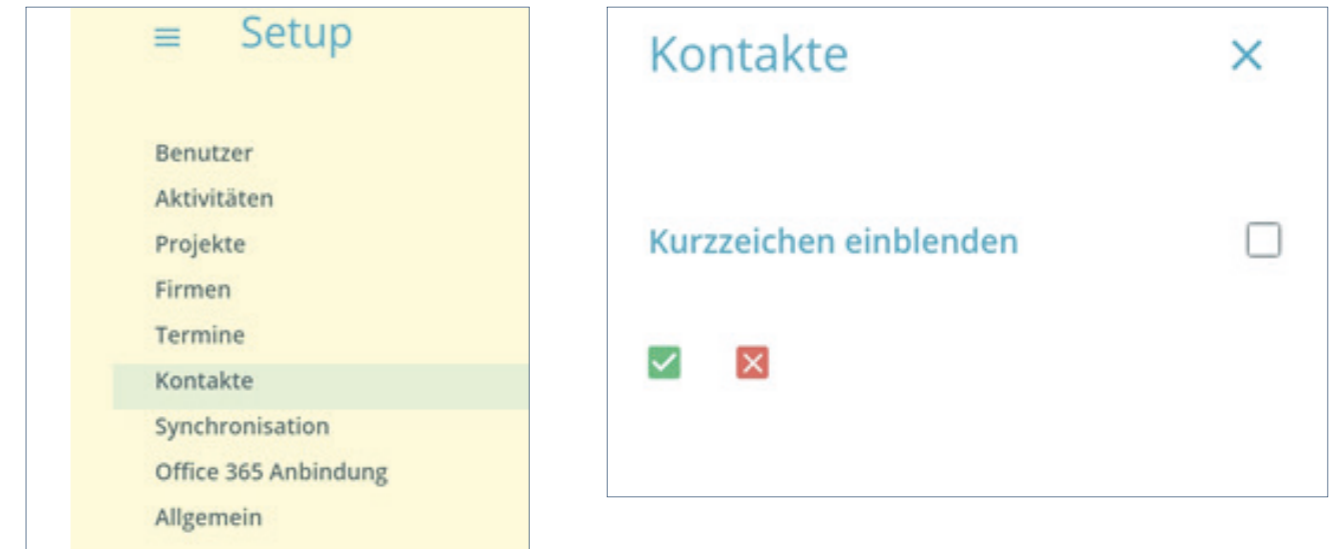 Setup
Benutzer
Aktivitäten
Projekte
Firmen
Termine
Kontakte
Synchronisation
Office 365 Anbindung
Allgemein
Kontakte
Kurzzeichen einblenden